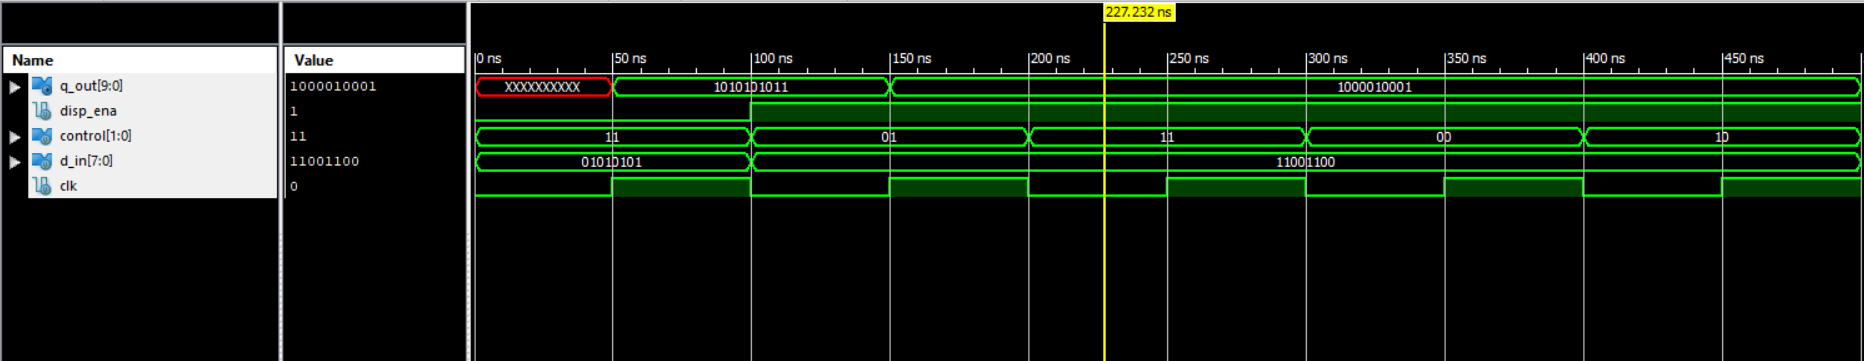 227.232 ns
Name Value
0 ns 50 ns 100 ns 150 ns 200 ns 250 ns 300 ns 350 ns 400 ns 450 ns
q_out[9:0] 1000010001 XXXXXXXXXX 1010101011 1000010001
disp_ena 1
control[1:0] 11 11 01 11 00 10
d_in[7:0] 11001100 01010101 11001100
clk 0